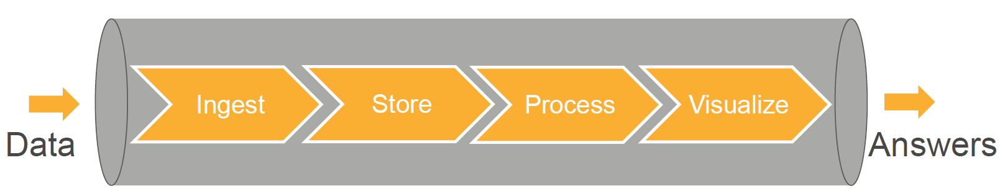 Ingest
Store
Process
Visualize
Data
Answers